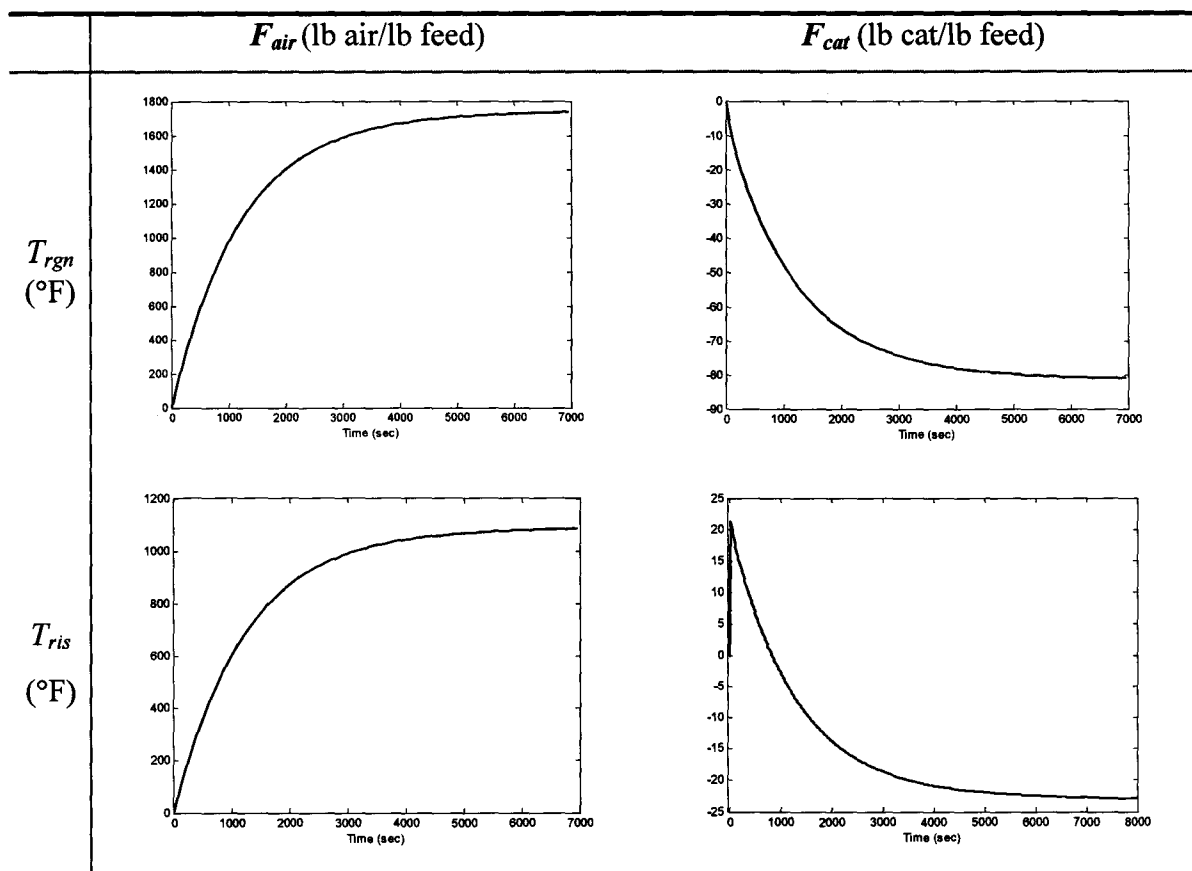 F_air (lb air/lb feed) F_cat (lb cat/lb feed)
T_rgn
(°F)
1800
1600
1400
1200
1000
800
600
400
200
0
0 1000 2000 3000 4000 5000 6000 7000
Time (sec)
0
-10
-20
-30
-40
-50
-60
-70
-80
-90
0 1000 2000 3000 4000 5000 6000 7000
Time (sec)
T_ris
(°F)
1200
1000
800
600
400
200
0
0 1000 2000 3000 4000 5000 6000 7000
Time (sec)
25
20
15
10
5
0
-5
-10
-15
-20
-25
0 1000 2000 3000 4000 5000 6000 7000 8000
Time (sec)